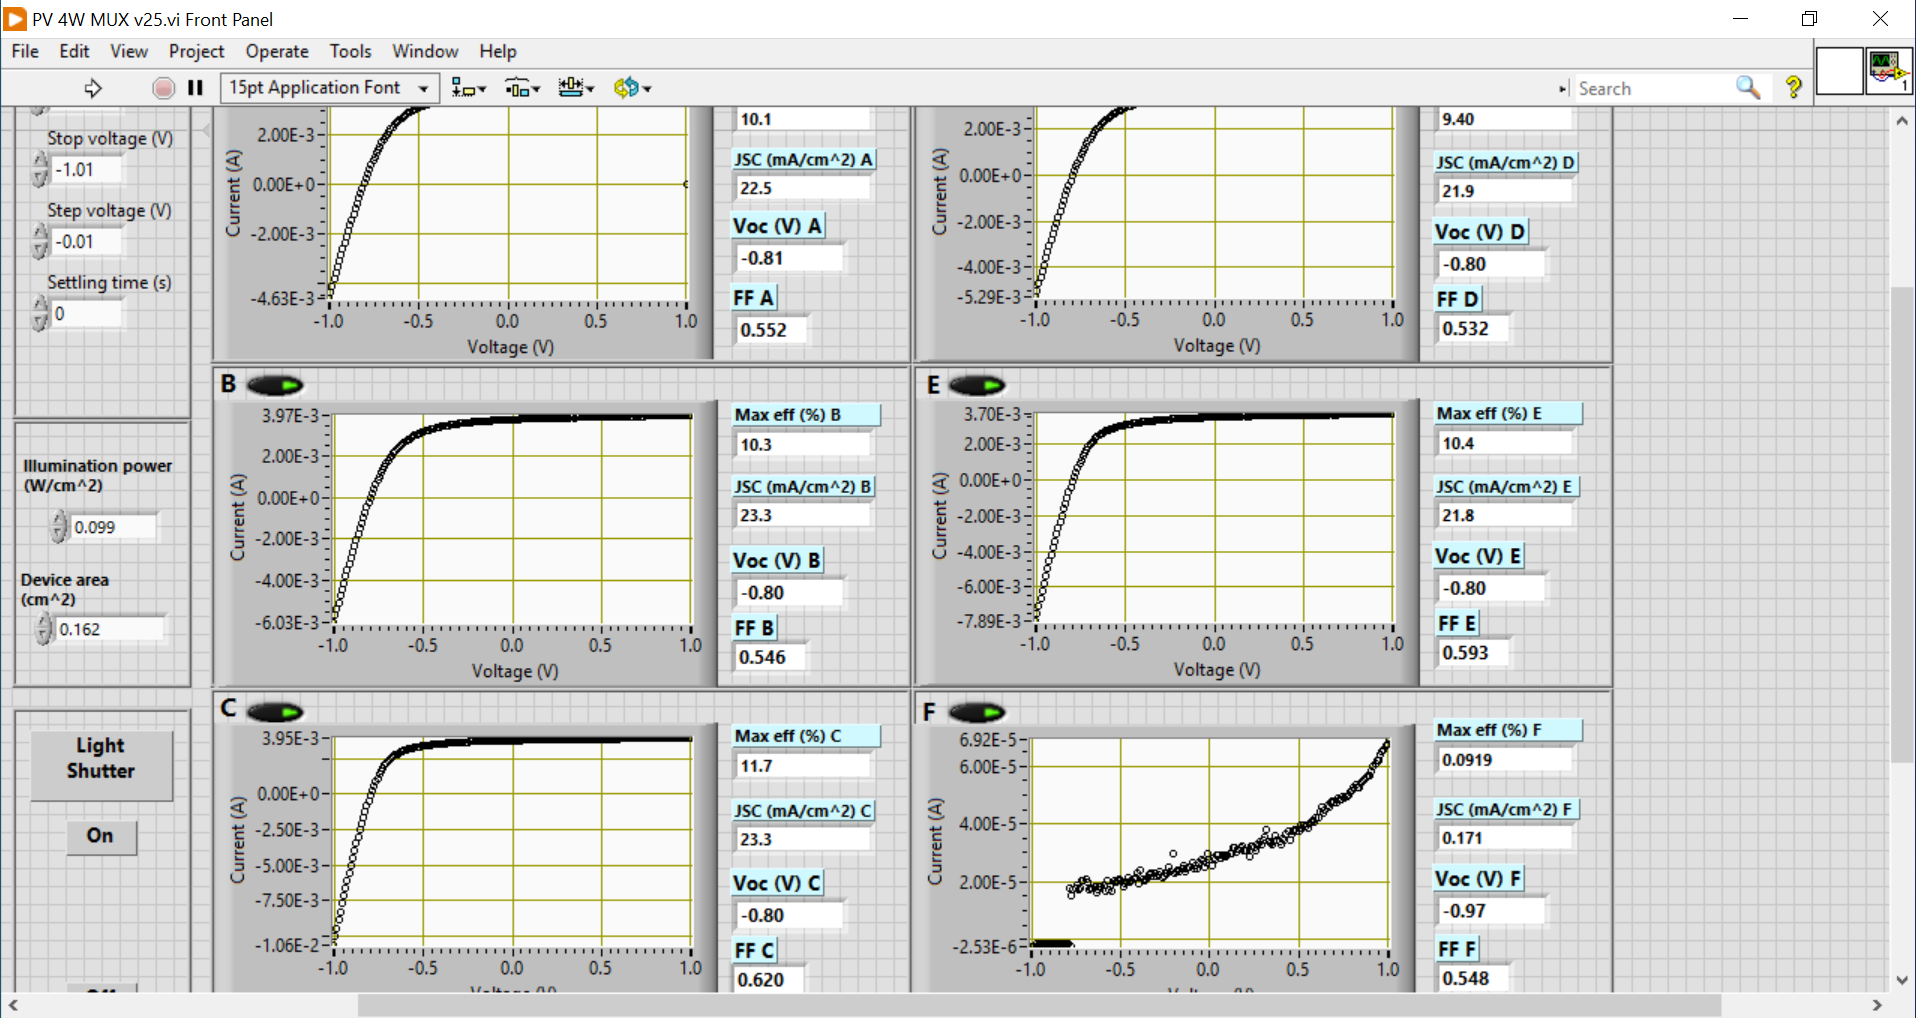 PV 4W MUX v25.vi Front Panel
File Edit View Project Operate Tools Window Help
15pt Application Font
Search
1
Stop voltage (V)
-1.01
Step voltage (V)
-0.01
Settling time (s)
0
Illumination power
(W/cm^2)
0.099
Device area
(cm^2)
0.162
Light
Shutter
On
2.00E-3
0.00E+0
-2.00E-3
-4.63E-3
Current (A)
-1.0 -0.5 0.0 0.5 1.0
Voltage (V)
10.1
JSC (mA/cm^2) A
22.5
Voc (V) A
-0.81
FF A
0.552
2.00E-3
0.00E+0
-2.00E-3
-4.00E-3
-5.29E-3
Current (A)
-1.0 -0.5 0.0 0.5 1.0
Voltage (V)
9.40
JSC (mA/cm^2) D
21.9
Voc (V) D
-0.80
FF D
0.532
B
3.97E-3
2.00E-3
0.00E+0
-2.00E-3
-4.00E-3
-6.03E-3
Current (A)
-1.0 -0.5 0.0 0.5 1.0
Voltage (V)
Max eff (%) B
10.3
JSC (mA/cm^2) B
23.3
Voc (V) B
-0.80
FF B
0.546
E
3.70E-3
2.00E-3
0.00E+0
-2.00E-3
-4.00E-3
-6.00E-3
-7.89E-3
Current (A)
-1.0 -0.5 0.0 0.5 1.0
Voltage (V)
Max eff (%) E
10.4
JSC (mA/cm^2) E
21.8
Voc (V) E
-0.80
FF E
0.593
C
3.95E-3
0.00E+0
-2.50E-3
-5.00E-3
-7.50E-3
-1.06E-2
Current (A)
-1.0 -0.5 0.0 0.5 1.0
Max eff (%) C
11.7
JSC (mA/cm^2) C
23.3
Voc (V) C
-0.80
FF C
0.620
F
6.92E-5
6.00E-5
4.00E-5
2.00E-5
-2.53E-6
Current (A)
-1.0 -0.5 0.0 0.5 1.0
Max eff (%) F
0.0919
JSC (mA/cm^2) F
0.171
Voc (V) F
-0.97
FF F
0.548